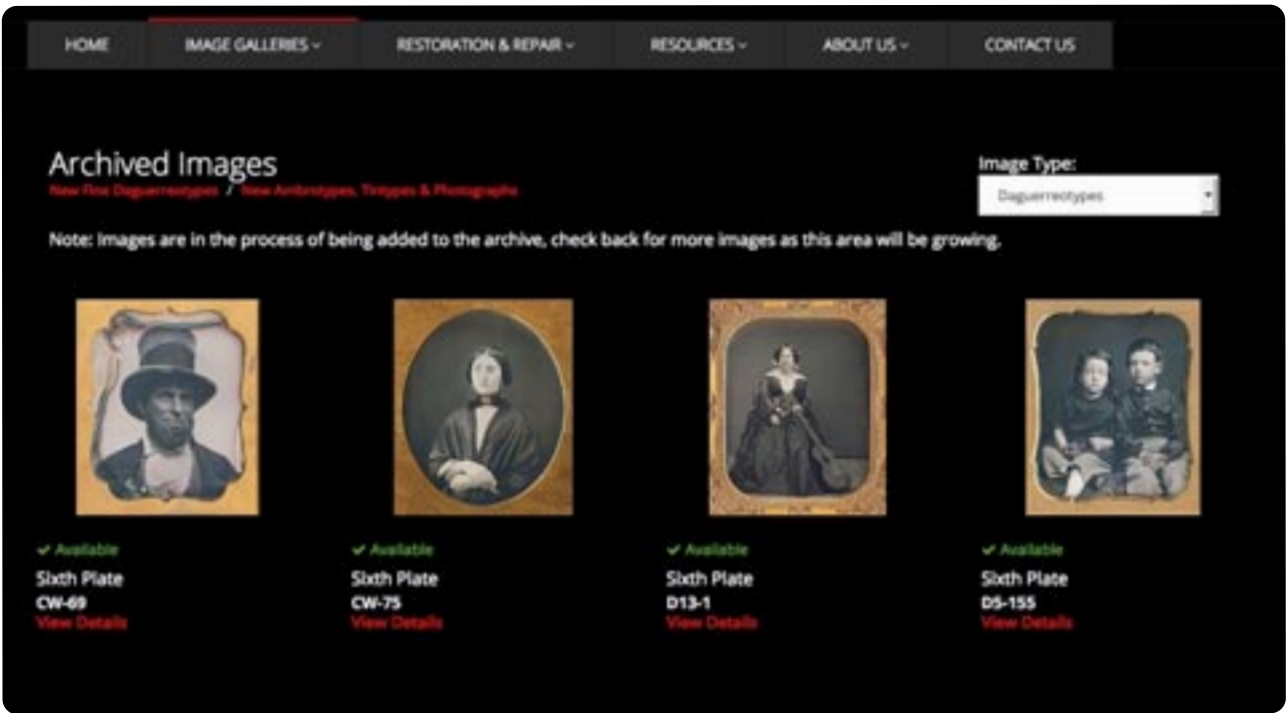 HOME IMAGE GALLERIES RESTORATION & REPAIR RESOURCES ABOUT US CONTACT US
Archived Images
Image Type:
New Fine Daguerreotypes / New Ambrotypes, Tintypes & Photographs
Daguerreotypes
Note: Images are in the process of being added to the archive, check back for more images as this area will be growing.
✓ Available ✓ Available ✓ Available ✓ Available
Sixth Plate Sixth Plate Sixth Plate Sixth Plate
CW-69 CW-75 D13-1 D5-155
View Details View Details View Details View Details